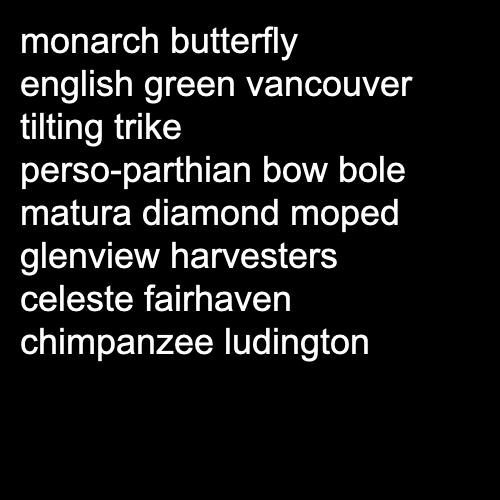 monarch butterfly
english green vancouver
tilting trike
perso-parthian bow bole
matura diamond moped
glenview harvesters
celeste fairhaven
chimpanzee ludington